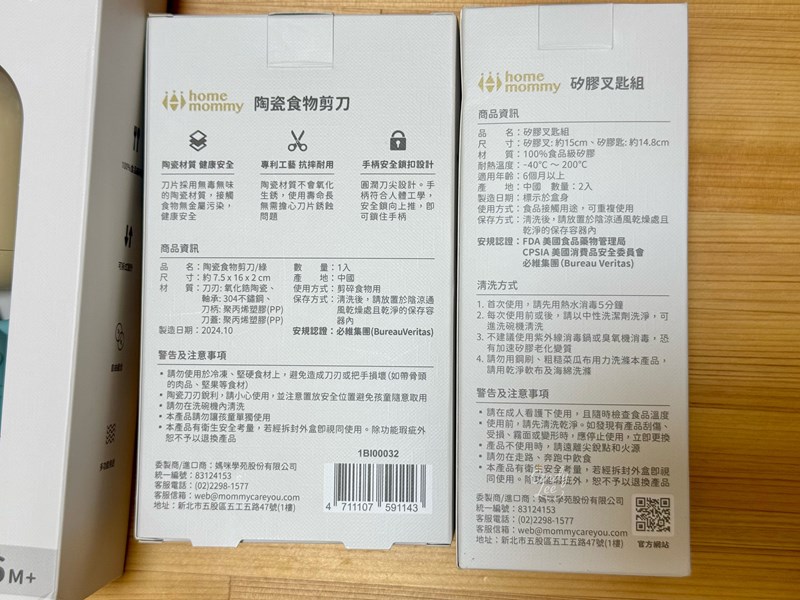 home
mommy 陶瓷食物剪刀
陶瓷材質 健康安全
刀片採用無毒無味
的陶瓷材質，接觸
食物無金屬污染，
健康安全
專利工藝 抗摔耐用
陶瓷材質不會氧化
生銹，使用壽命長
無需擔心刀片銹蝕
問題
手柄安全鎖扣設計
圓潤刀尖設計。手
柄符合人體工學，
安全鎖向上推，即
可鎖住手柄
商品資訊
品　　名：陶瓷食物剪刀/綠
尺　　寸：約 7.5 x 16 x 2 cm
材　　質：刀刃: 氧化鋯陶瓷、
軸承: 304不鏽鋼、
刀柄: 聚丙烯塑膠(PP)
刀蓋: 聚丙烯塑膠(PP)
製造日期：2024.10
數　　量：1入
產　　地：中國
使用方式：剪碎食物用
保存方式：清洗後，請放置於陰涼通
風乾燥處且乾淨的保存容
器內
安規認證：必維集團(BureauVeritas)
警告及注意事項
• 請勿使用於冷凍、堅硬食材上，避免造成刀刃或把手損壞 (如帶骨頭
的肉品、堅果等食材)
• 陶瓷刀刃銳利，請小心使用，並注意置放安全位置避免孩童隨意取用
• 請勿在洗碗機內清洗
• 本產品請勿讓孩童單獨使用
• 本產品有衛生安全考量，若經拆封外盒即視同使用。除功能瑕疵外
恕不予以退換產品
1BI00032
委製商/進口商：媽咪學苑股份有限公司
統一編號：83124153
客服電話：(02)2298-1577
客服信箱：web@mommycareyou.com
地址：新北市五股區五工五路47號(1樓)
4 711107 591143
home
mommy 矽膠叉匙組
商品資訊
品　　名：矽膠叉匙組
尺　　寸：矽膠叉: 約15cm、矽膠匙: 約14.8cm
材　　質：100%食品級矽膠
耐熱溫度：-40°C ～ 200°C
適用年齡：6個月以上
產　　地：中國　數量：2入
製造日期：標示於盒身
使用方式：食品接觸用途，可重複使用
保存方式：清洗後，請放置於陰涼通風乾燥處且
乾淨的保存容器內
安規認證：FDA 美國食品藥物管理局
CPSIA 美國消費品安全委員會
必維集團 (Bureau Veritas)
清洗方式
1. 首次使用，請先用熱水消毒5分鐘
2. 每次使用前或後，請以中性洗潔劑洗淨，可
進洗碗機清洗
3. 不建議使用紫外線消毒鍋或臭氧機消毒，恐
有加速矽膠老化變質
4. 請勿用鋼刷、粗糙菜瓜布用力洗滌本產品，
請用乾淨軟布及海綿洗滌
警告及注意事項
• 請在成人看護下使用，且隨時檢查食品溫度
• 使用前，請先清洗乾淨。如發現有產品刮傷、
受損、霧面或變形時，應停止使用，立即更換
• 產品不使用時，請遠離尖銳點和火源
• 請勿在走路、奔跑中飲食
• 本產品有衛生安全考量，若經拆封外盒即視
同使用。除功能瑕疵外，恕不予以退換產品
委製商/進口商：媽咪學苑股份有限公司
統一編號：83124153
客服電話：(02)2298-1577
客服信箱：web@mommycareyou.com
地址：新北市五股區五工五路47號(1樓)
官方網站
M+